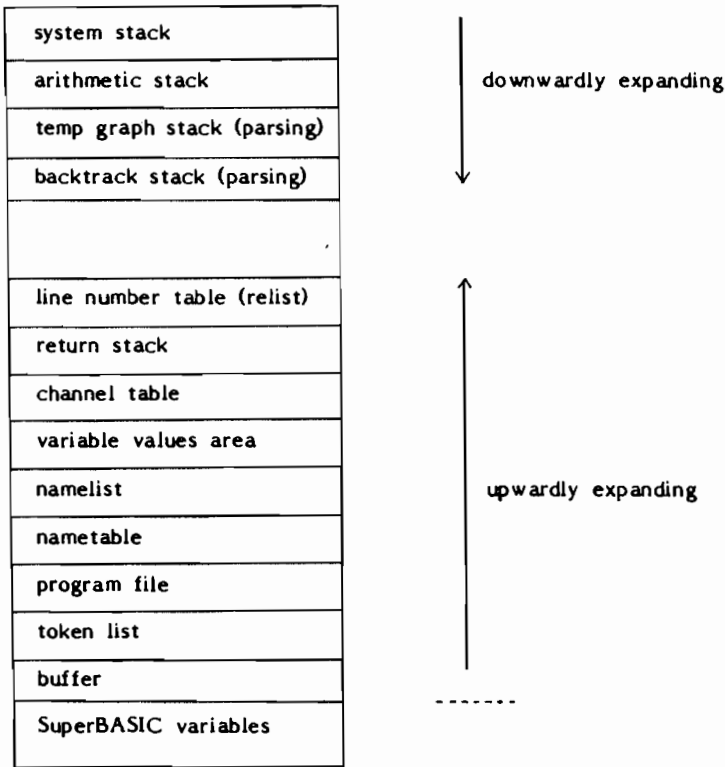 system stack
arithmetic stack
temp graph stack (parsing)
backtrack stack (parsing)
line number table (relist)
return stack
channel table
variable values area
namelist
nametable
program file
token list
buffer
SuperBASIC variables
downwardly expanding
upwardly expanding